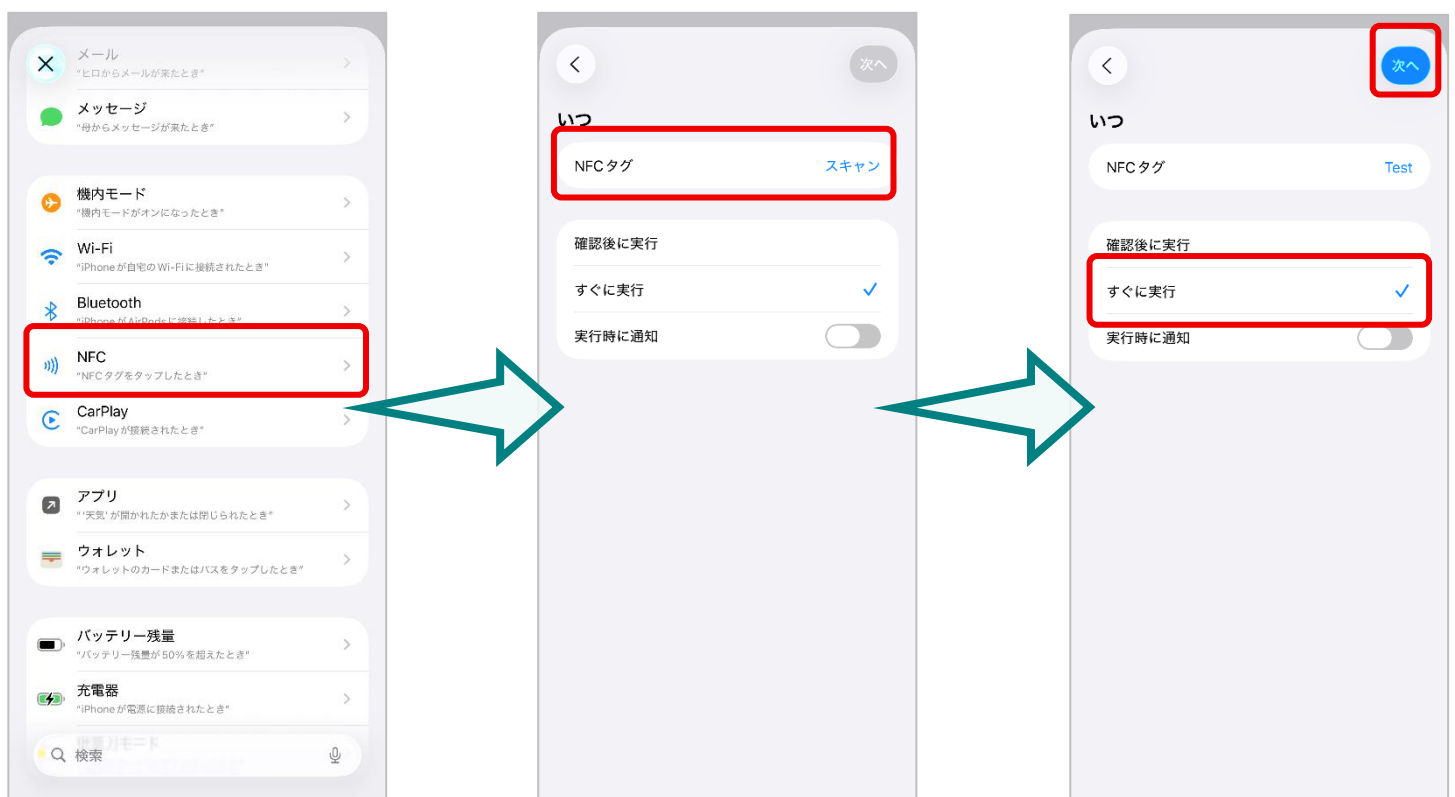 メール
"ヒロからメールが来たとき"
メッセージ
"母からメッセージが来たとき"
機内モード
"機内モードがオンになったとき"
Wi-Fi
"iPhoneが自宅のWi-Fiに接続されたとき"
Bluetooth
"iPhoneがAirPodsに接続したとき"
NFC
"NFCタグをタップしたとき"
CarPlay
"CarPlayが接続されたとき"
アプリ
"'天気'が開かれたかまたは閉じられたとき"
ウォレット
"ウォレットのカードまたはパスをタップしたとき"
バッテリー残量
"バッテリー残量が50%を超えたとき"
充電器
"iPhoneが電源に接続されたとき"
検索
次へ
いつ
NFCタグ スキャン
確認後に実行
すぐに実行
実行時に通知
次へ
いつ
NFCタグ Test
確認後に実行
すぐに実行
実行時に通知